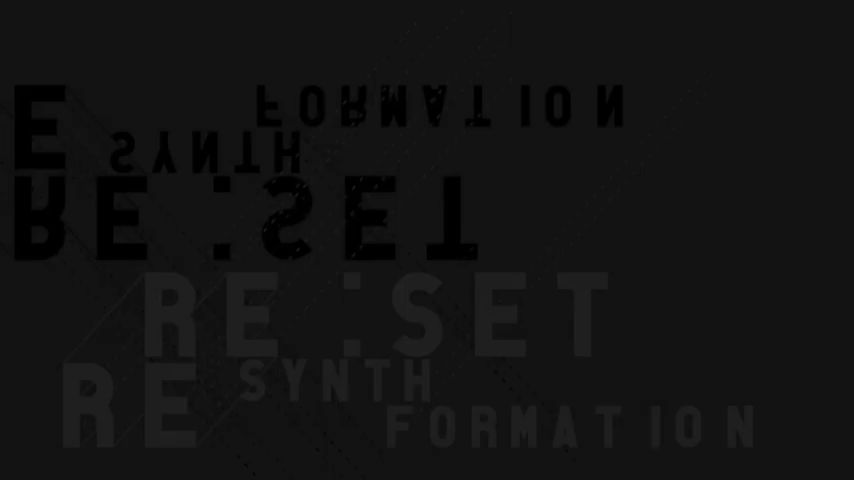 FORMATION
E
SYNTH
RE :SET
RE :SET
RE
SYNTH
FORMATION